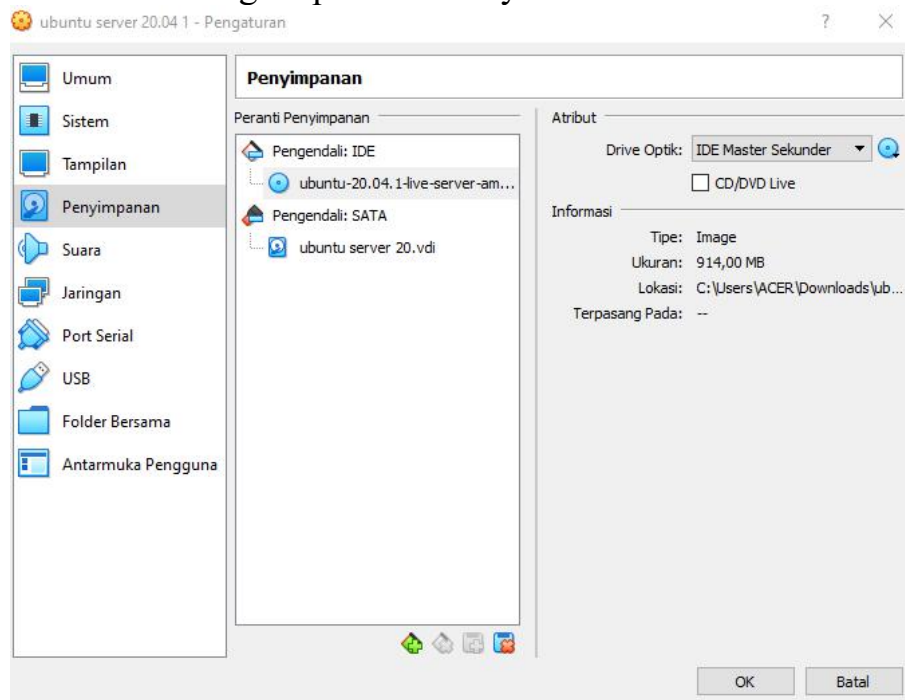 ubuntu server 20.04 1 - Pengaturan
? ×
Umum
Sistem
Tampilan
Penyimpanan
Suara
Jaringan
Port Serial
USB
Folder Bersama
Antarmuka Pengguna
Penyimpanan
Peranti Penyimpanan
Pengendali: IDE
ubuntu-20.04.1-live-server-am...
Pengendali: SATA
ubuntu server 20.vdi
Atribut
Drive Optik: IDE Master Sekunder
CD/DVD Live
Informasi
Tipe: Image
Ukuran: 914,00 MB
Lokasi: C:\Users\ACER\Downloads\ub...
Terpasang Pada: --
OK Batal